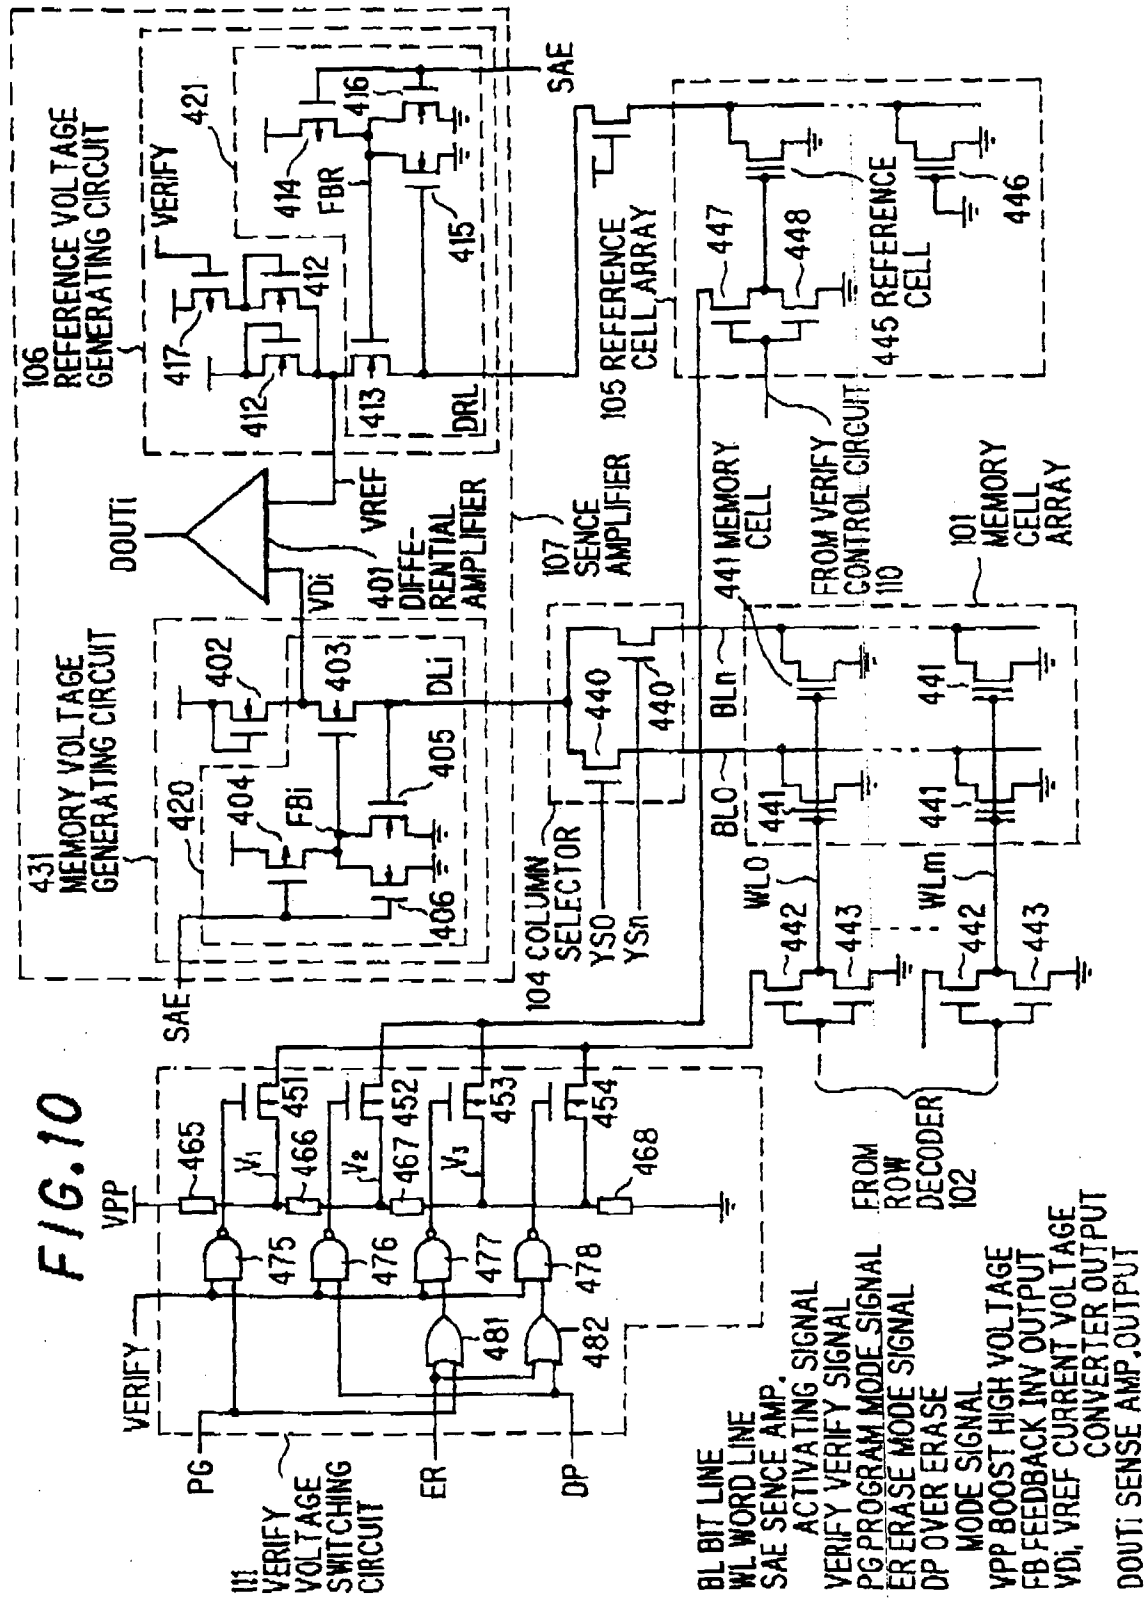 FIG.10
106
REFERENCE VOLTAGE
GENERATING CIRCUIT
VERIFY
421
417
412
412
414
FBR
416
415
413
DRL
SAE
DOUTi
VREF
VDi
401
DIFFE-
RENTIAL
AMPLIFIER
107
SENCE
AMPLIFIER
431
MEMORY VOLTAGE
GENERATING CIRCUIT
420
402
403
404
FBi
405
406
DLi
SAE
105 REFERENCE
CELL ARRAY
447
448
445 REFERENCE
CELL
446
FROM VERIFY
CONTROL CIRCUIT
110
104 COLUMN
SELECTOR
YS0
YSn
440
440
BL0
BLn
441 MEMORY
CELL
441
441
441
101
MEMORY
CELL
ARRAY
WL0
442
443
WLm
442
443
FROM
ROW
DECODER
102
VPP
465
V1
466
V2
467
V3
468
451
452
453
454
475
476
477
478
481
482
VERIFY
PG
ER
DP
111
VERIFY
VOLTAGE
SWITCHING
CIRCUIT
BL BIT LINE
WL WORD LINE
SAE SENCE AMP.
ACTIVATING SIGNAL
VERIFY VERIFY SIGNAL
PG PROGRAM MODE SIGNAL
ER ERASE MODE SIGNAL
DP OVER ERASE
MODE SIGNAL
VPP BOOST HIGH VOLTAGE
FB FEEDBACK INV OUTPUT
VDi, VREF CURRENT VOLTAGE
CONVERTER OUTPUT
DOUTi SENSE AMP. OUTPUT